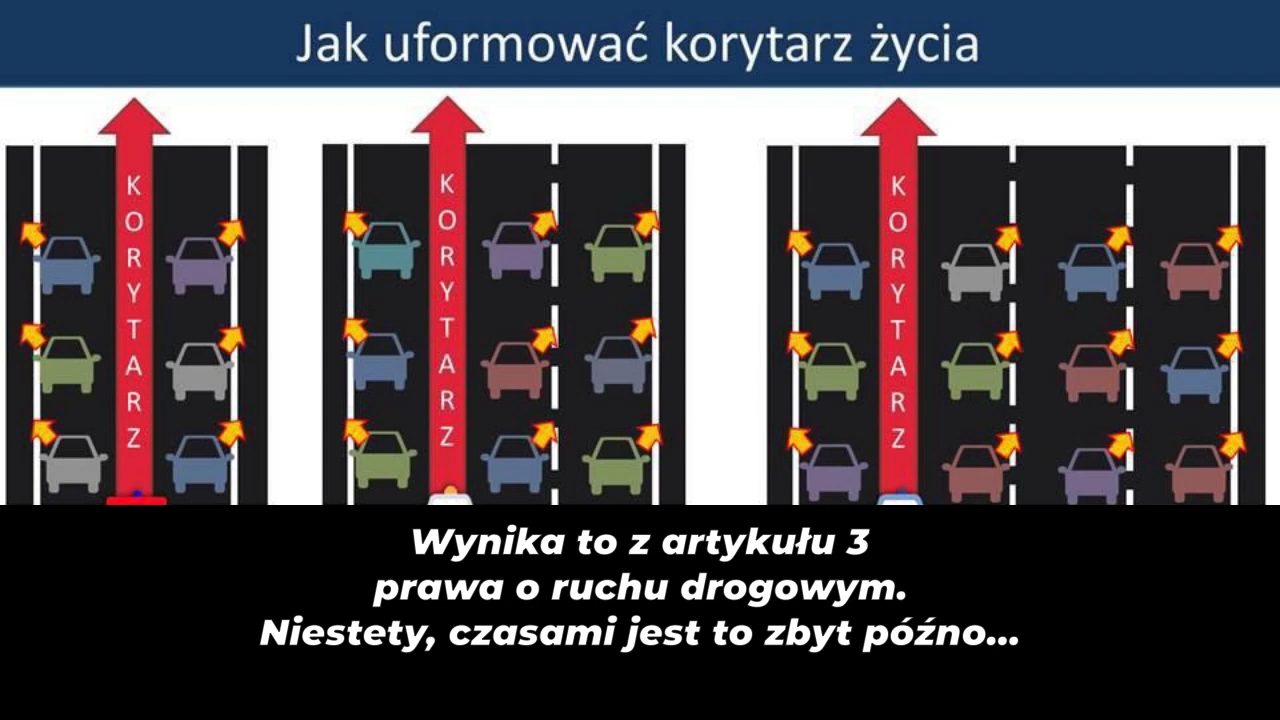 Jak uformować korytarz życia
KORYTARZ
KORYTARZ
KORYTARZ
Wynika to z artykułu 3
prawa o ruchu drogowym.
Niestety, czasami jest to zbyt późno...